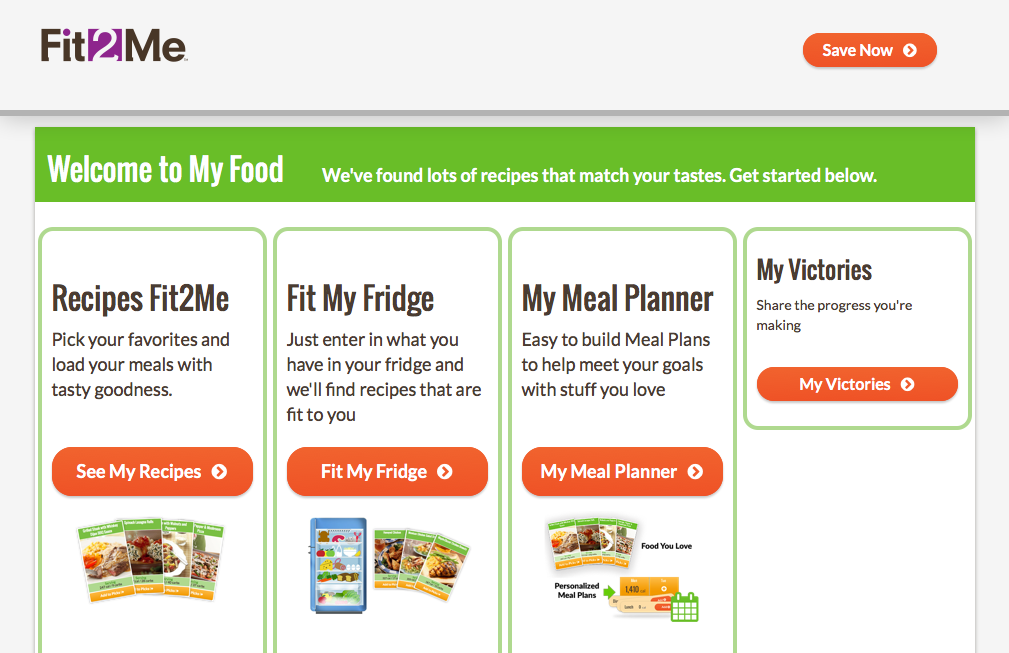 Fit2Me
Save Now
Welcome to My Food
We've found lots of recipes that match your tastes. Get started below.
Recipes Fit2Me
Pick your favorites and
load your meals with
tasty goodness.
See My Recipes
Fit My Fridge
Just enter in what you
have in your fridge and
we'll find recipes that are
fit to you
Fit My Fridge
My Meal Planner
Easy to build Meal Plans
to help meet your goals
with stuff you love
My Meal Planner
Food You Love
Personalized
Meal Plans
1,410
Lunch
My Victories
Share the progress you're
making
My Victories